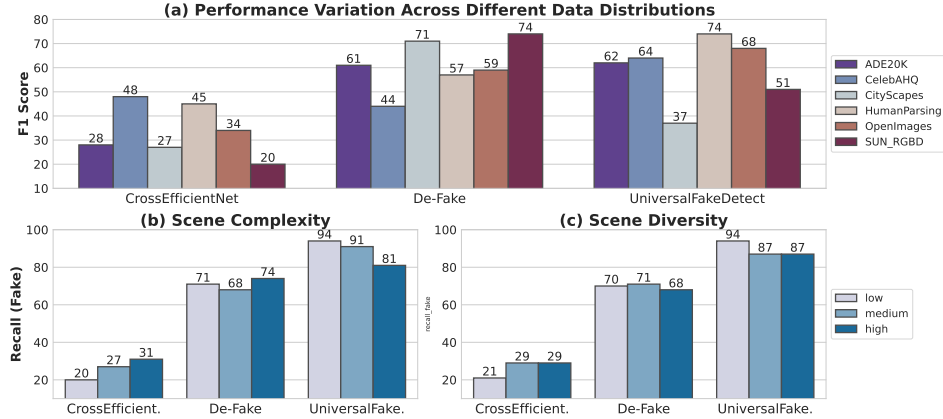 (a) Performance Variation Across Different Data Distributions
F1 Score
80
70
60
50
40
30
20
10
28
48
27
45
34
20
61
44
71
57
59
74
62
64
37
74
68
51
CrossEfficientNet
De-Fake
UniversalFakeDetect
ADE20K
CelebAHQ
CityScapes
HumanParsing
OpenImages
SUN_RGBD
(b) Scene Complexity
Recall (Fake)
100
80
60
40
20
20
27
31
71
68
74
94
91
81
CrossEfficient.
De-Fake
UniversalFake.
(c) Scene Diversity
recall_fake
100
80
60
40
20
21
29
29
70
71
68
94
87
87
CrossEfficient.
De-Fake
UniversalFake.
low
medium
high